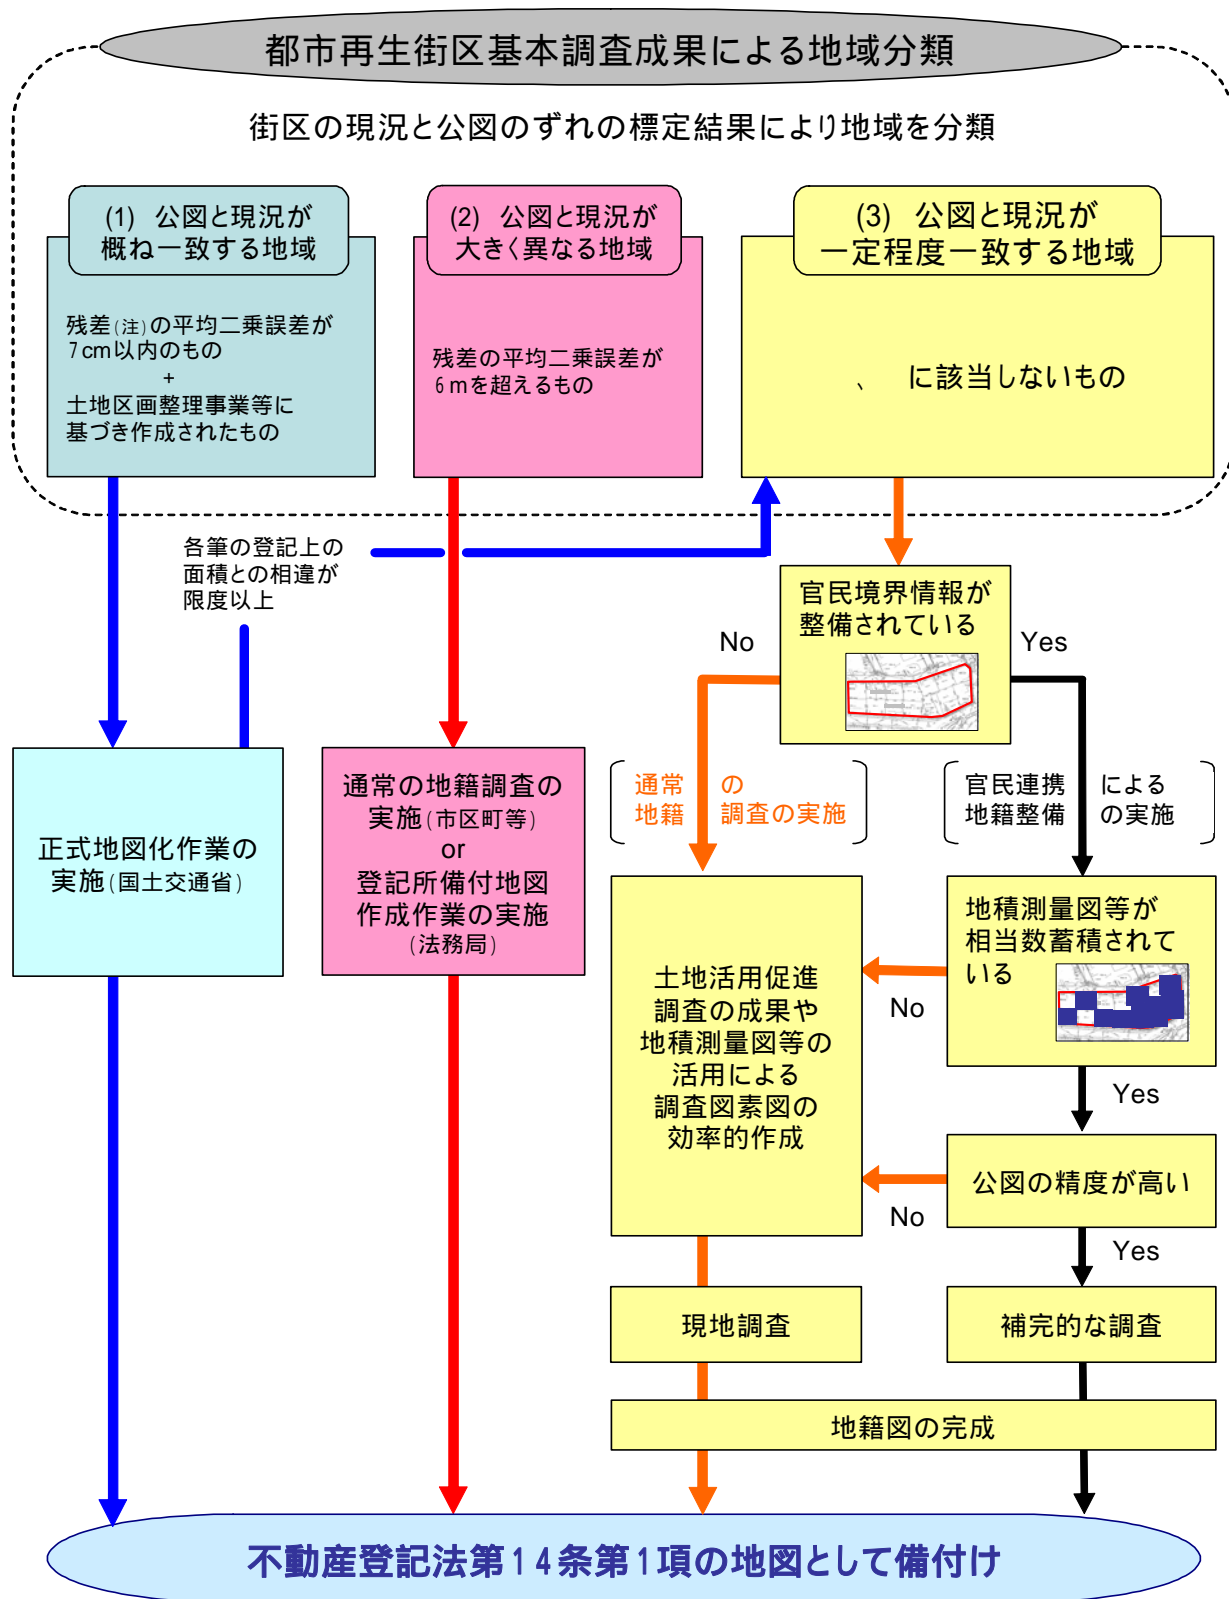 都市再生街区基本調査成果による地域分類
街区の現況と公図のずれの標定結果により地域を分類
(1) 公図と現況が
概ね一致する地域
残差(注)の平均二乗誤差が
7cm以内のもの
+
土地区画整理事業等に
基づき作成されたもの
(2) 公図と現況が
大きく異なる地域
残差の平均二乗誤差が
6mを超えるもの
(3) 公図と現況が
一定程度一致する地域
、 に該当しないもの
各筆の登記上の
面積との相違が
限度以上
官民境界情報が
整備されている
No
Yes
通常の
地籍調査の実施
官民連携による
地籍整備の実施
正式地図化作業の
実施(国土交通省)
通常の地籍調査の
実施(市区町等)
or
登記所備付地図
作成作業の実施
(法務局)
土地活用促進
調査の成果や
地積測量図等の
活用による
調査図素図の
効率的作成
地積測量図等が
相当数蓄積されて
いる
No
Yes
公図の精度が高い
No
Yes
現地調査
補完的な調査
地籍図の完成
不動産登記法第14条第1項の地図として備付け